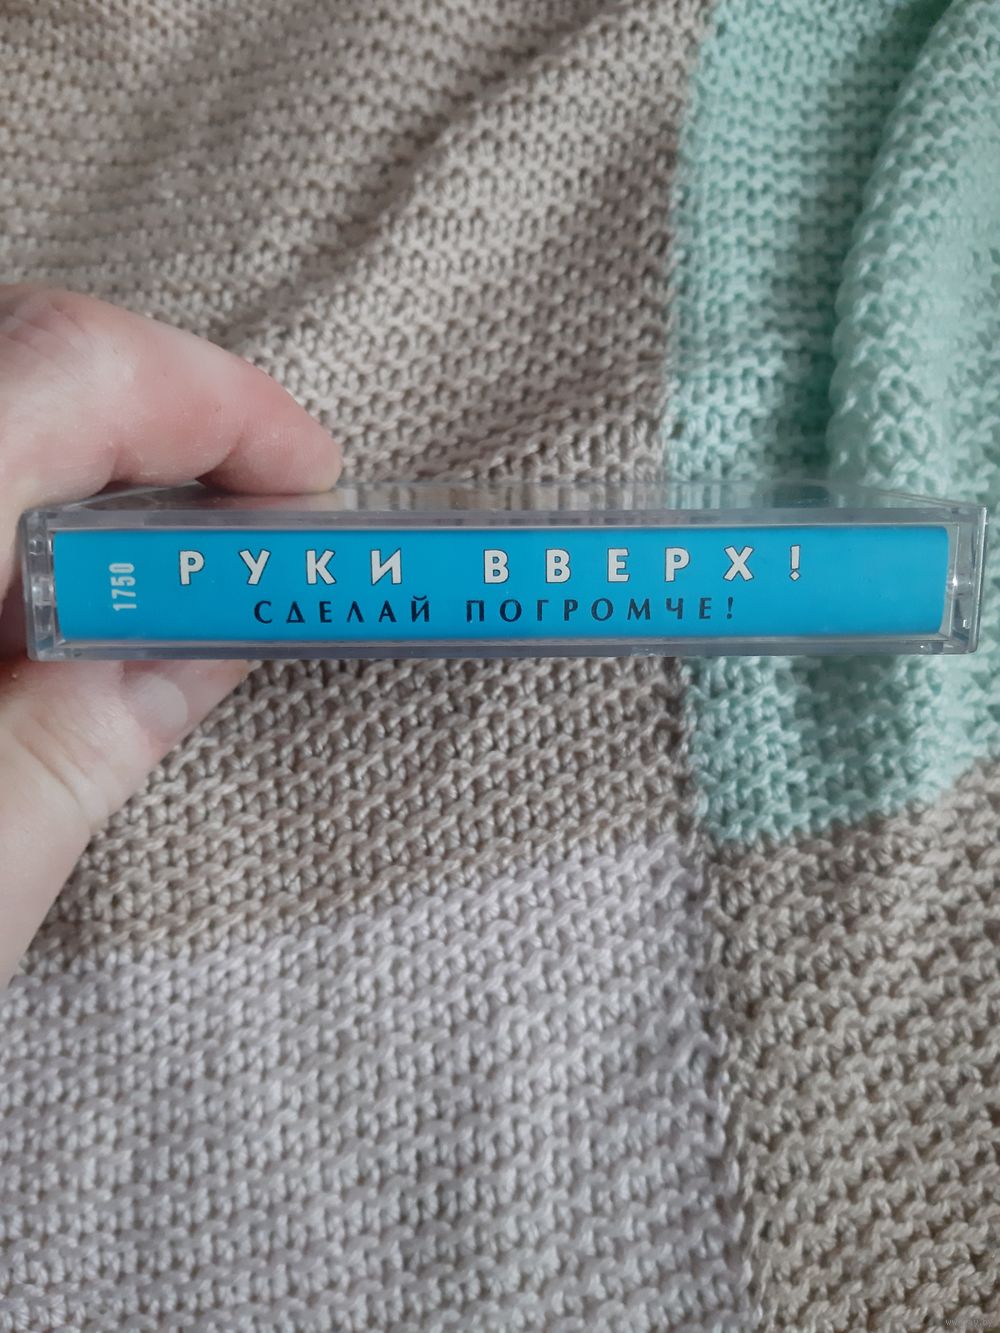 1750
РУКИ ВВЕРХ!
СДЕЛАЙ ПОГРОМЧЕ!